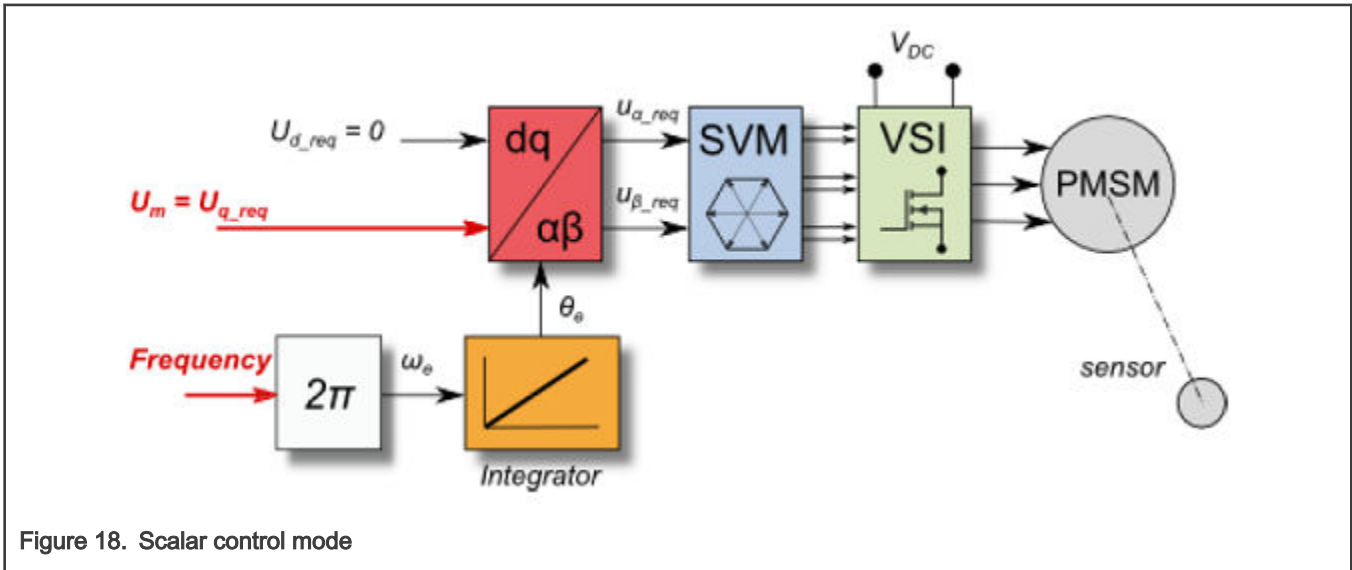 V_DC
U_d_req = 0
dq
u_α_req
SVM
VSI
PMSM
U_m = U_q_req
αβ
u_β_req
θ_e
Frequency
2π
ω_e
sensor
Integrator
Figure 18. Scalar control mode